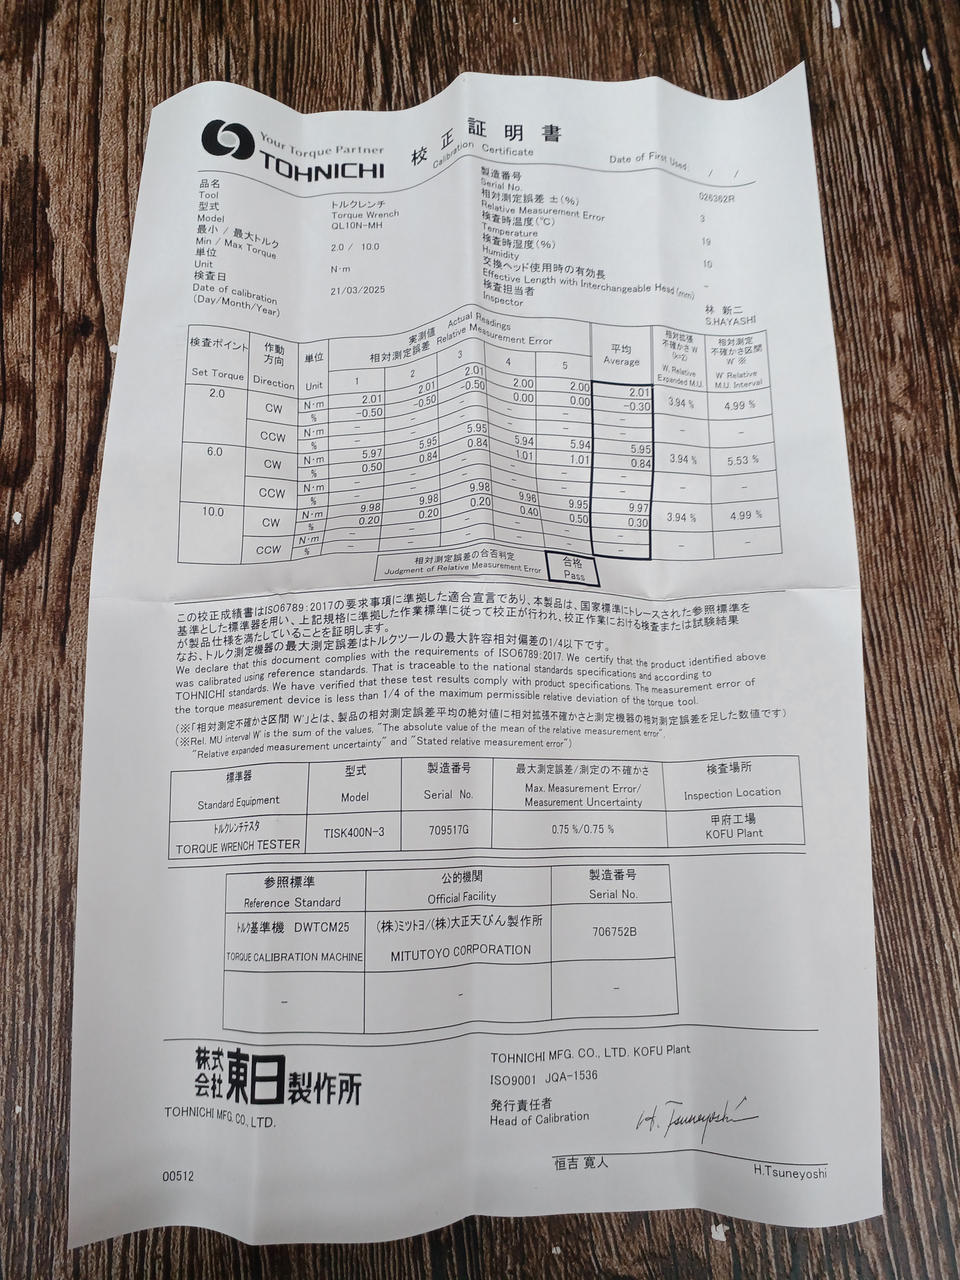 Your Torque Partner
TOHNICHI
校正証明書
Calibration Certificate
Date of First Used: / /
品名 トルクレンチ
Tool Torque Wrench
型式
Model QL10N-MH
最小 / 最大トルク
Min / Max Torque 2.0 / 10.0
単位
Unit N·m
検査日
Date of calibration 21/03/2025
(Day/Month/Year)
製造番号
Serial No. 026362R
相対測定誤差 ±(%)
Relative Measurement Error 3
検査時温度(℃)
Temperature 19
検査時湿度(%)
Humidity 10
交換ヘッド使用時の有効長
Effective Length with Interchangeable Head(mm) -
検査担当者 林 新二
Inspector S.HAYASHI
検査ポイント 作動方向 単位 実測値 Actual Readings 平均 相対拡張不確かさ W (k=2) 相対測定不確かさ区間 W' ※
相対測定誤差 Relative Measurement Error
Set Torque Direction Unit 1 2 3 4 5 Average W, Relative Expanded M.U. W' Relative M.U. Interval
2.0 CW N·m 2.01 2.01 2.01 2.00 2.00 2.01 3.94 % 4.99 %
% -0.50 -0.50 -0.50 0.00 0.00 -0.30
CCW N·m - - - - - - - -
% - - - - - -
6.0 CW N·m 5.97 5.95 5.95 5.94 5.94 5.95 3.94 % 5.53 %
% 0.50 0.84 0.84 1.01 1.01 0.84
CCW N·m - - - - - - - -
% - - - - - -
10.0 CW N·m 9.98 9.98 9.98 9.96 9.95 9.97 3.94 % 4.99 %
% 0.20 0.20 0.20 0.40 0.50 0.30
CCW N·m - - - - - - - -
% - - - - - -
相対測定誤差の合否判定 合格
Judgment of Relative Measurement Error Pass
この校正成績書はISO6789:2017の要求事項に準拠した適合宣言であり、本製品は、国家標準にトレースされた参照標準を
基準とした標準器を用い、上記規格に準拠した作業標準に従って校正が行われ、校正作業における検査または試験結果
が製品仕様を満たしていることを証明します。
なお、トルク測定機器の最大測定誤差はトルクツールの最大許容相対偏差の1/4以下です。
We declare that this document complies with the requirements of ISO6789:2017. We certify that the product identified above
was calibrated using reference standards. That is traceable to the national standards specifications and according to
TOHNICHI standards. We have verified that these test results comply with product specifications. The measurement error of
the torque measurement device is less than 1/4 of the maximum permissible relative deviation of the torque tool.
(※「相対測定不確かさ区間 W'」とは、製品の相対測定誤差平均の絶対値に相対拡張不確かさと測定機器の相対測定誤差を足した数値です)
(※Rel. MU interval W' is the sum of the values, "The absolute value of the mean of the relative measurement error".
"Relative expanded measurement uncertainty" and "Stated relative measurement error")
標準器 型式 製造番号 最大測定誤差/測定の不確かさ 検査場所
Standard Equipment Model Serial No. Max. Measurement Error/ Measurement Uncertainty Inspection Location
トルクレンチテスタ TISK400N-3 709517G 0.75 %/0.75 % 甲府工場
TORQUE WRENCH TESTER KOFU Plant
参照標準 公的機関 製造番号
Reference Standard Official Facility Serial No.
トルク基準機 DWTCM25 (株)ミツトヨ/(株)大正天びん製作所 706752B
TORQUE CALIBRATION MACHINE MITUTOYO CORPORATION
- - -
株式会社東日製作所
TOHNICHI MFG. CO., LTD.
TOHNICHI MFG. CO., LTD. KOFU Plant
ISO9001 JQA-1536
発行責任者
Head of Calibration H. Tsuneyoshi
恒吉 寛人 H.Tsuneyoshi
00512